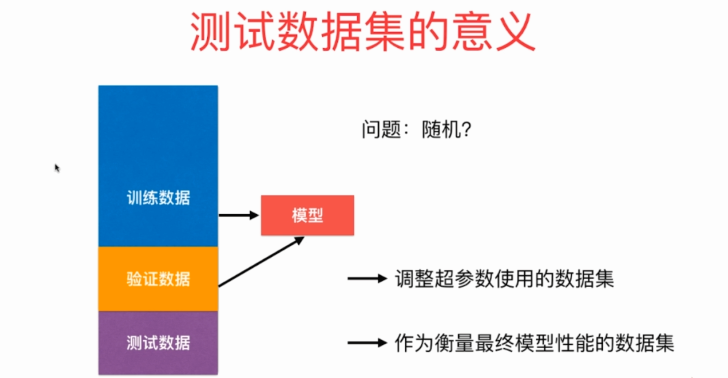 测试数据集的意义
问题：随机？
训练数据
模型
验证数据
调整超参数使用的数据集
测试数据
作为衡量最终模型性能的数据集